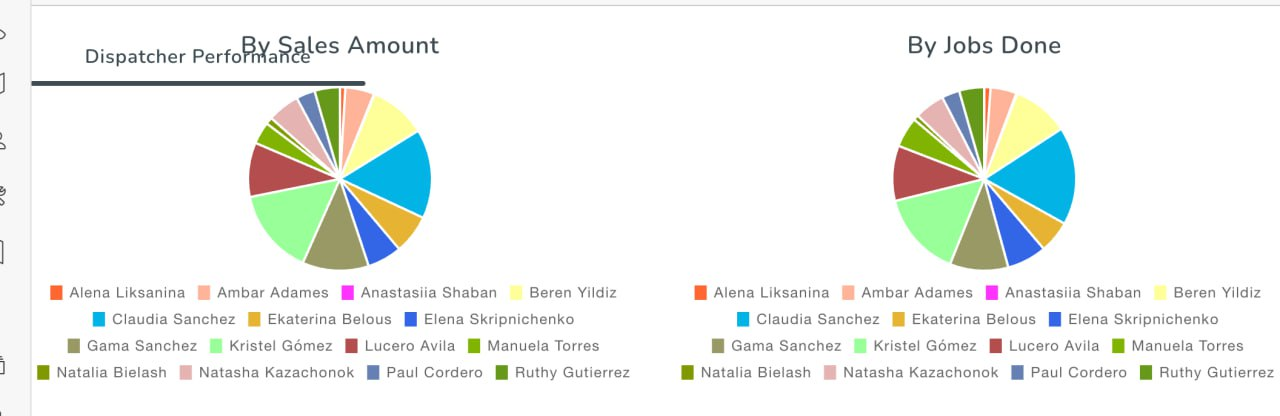 Dispatcher Performance
By Sales Amount
Alena Liksanina Ambar Adames Anastasiia Shaban Beren Yildiz
Claudia Sanchez Ekaterina Belous Elena Skripnichenko
Gama Sanchez Kristel Gómez Lucero Avila Manuela Torres
Natalia Bielash Natasha Kazachonok Paul Cordero Ruthy Gutierrez
By Jobs Done
Alena Liksanina Ambar Adames Anastasiia Shaban Beren Yildiz
Claudia Sanchez Ekaterina Belous Elena Skripnichenko
Gama Sanchez Kristel Gómez Lucero Avila Manuela Torres
Natalia Bielash Natasha Kazachonok Paul Cordero Ruthy Gutierrez